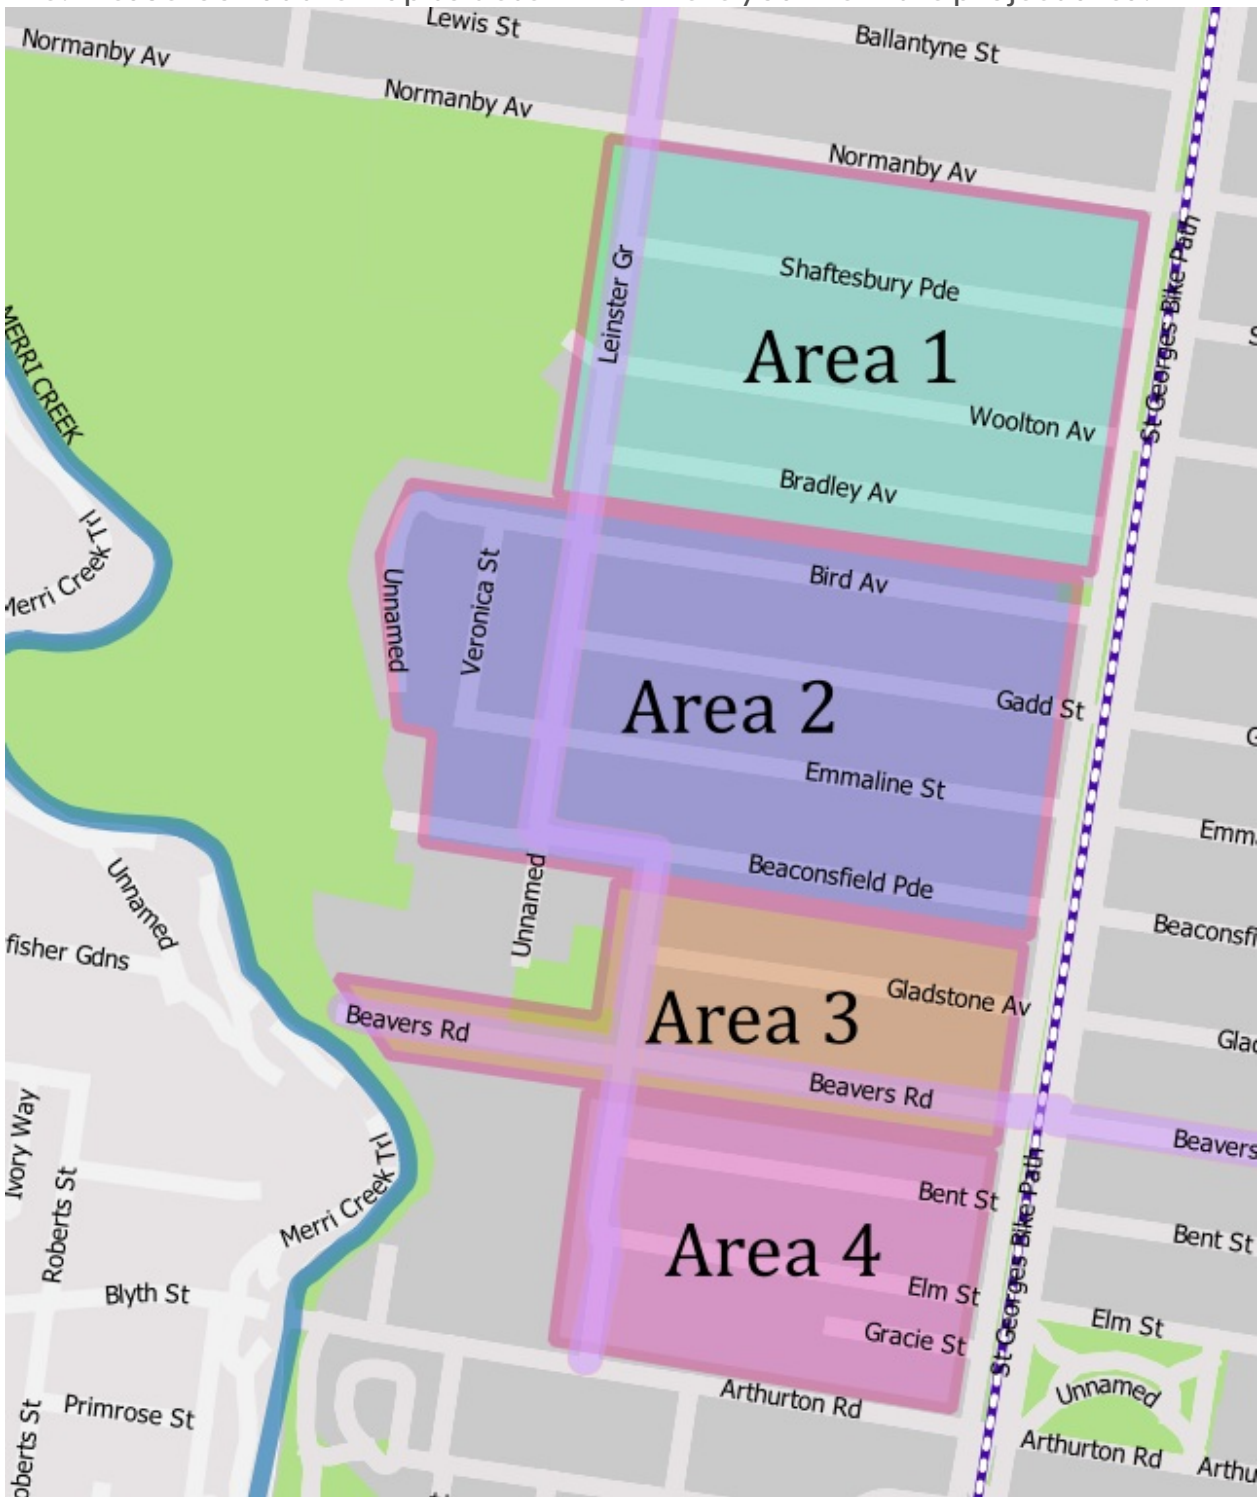 Lewis St
Ballantyne St
Normanby Av
Normanby Av
Normanby Av
St Georges Bike Path
Shaftesbury Pde
Leinster Gr
Area 1
MERRI CREEK
Woolton Av
Bradley Av
Merri Creek Trl
Bird Av
Unnamed
Veronica St
Area 2
Gadd St
Emmaline St
Beaconsfield Pde
Unnamed
Unnamed
fisher Gdns
Gladstone Av
Area 3
Beavers Rd
Beavers Rd
Beavers
Ivory Way
Roberts St
Merri Creek Trl
Bent St
Bent St
St Georges Bike Path
Area 4
Blyth St
Elm St
Elm St
Gracie St
Primrose St
Arthurton Rd
Unnamed
Arthurton Rd
Arthu